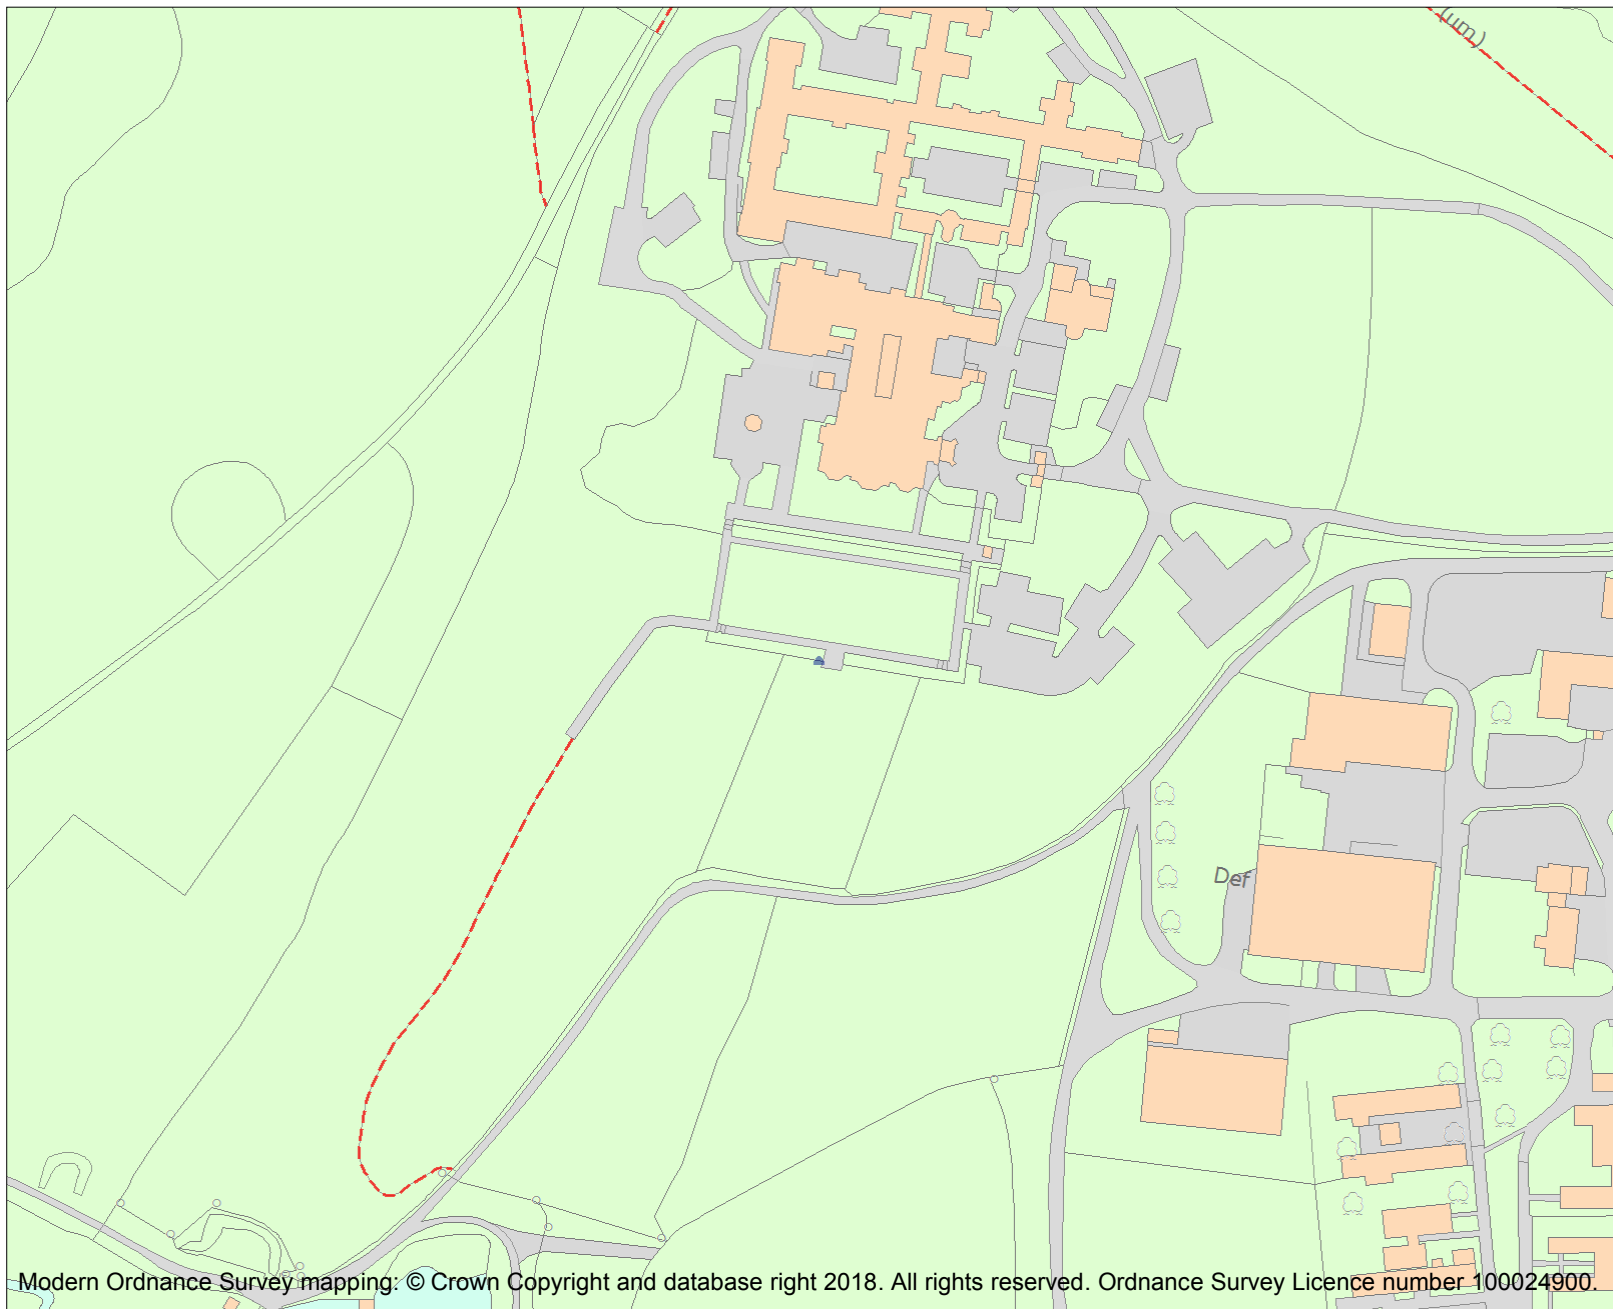 (um)
Def
Modern Ordnance Survey mapping: © Crown Copyright and database right 2018. All rights reserved. Ordnance Survey Licence number 100024900.